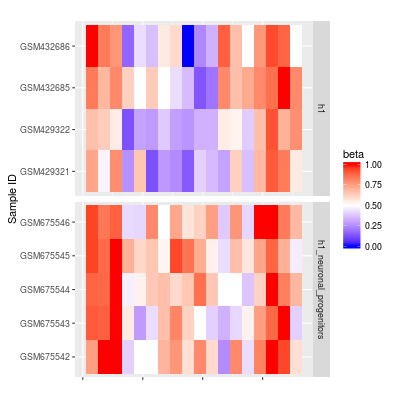 GSM432686
GSM432685
GSM429322
GSM429321
h1
GSM675546
GSM675545
GSM675544
GSM675543
GSM675542
h1_neuronal_progenitors
Sample ID
beta
1.00
0.75
0.50
0.25
0.00